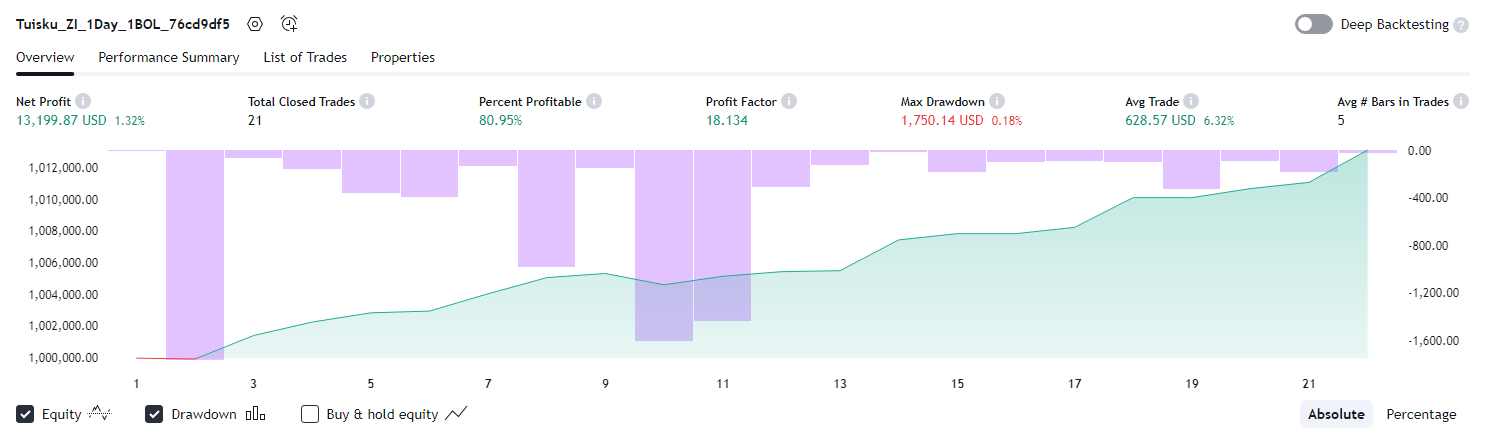 Tuisku_ZI_1Day_1BOL_76cd9df5
Deep Backtesting ?
Overview Performance Summary List of Trades Properties
Net Profit Total Closed Trades Percent Profitable Profit Factor Max Drawdown Avg Trade Avg # Bars in Trades
13,199.87 USD 1.32% 21 80.95% 18.134 1,750.14 USD 0.18% 628.57 USD 6.32% 5
0.00
1,012,000.00
1,010,000.00 -400.00
1,008,000.00
-800.00
1,006,000.00
1,004,000.00 -1,200.00
1,002,000.00
-1,600.00
1,000,000.00
1 3 5 7 9 11 13 15 17 19 21
Equity Drawdown Buy & hold equity Absolute Percentage